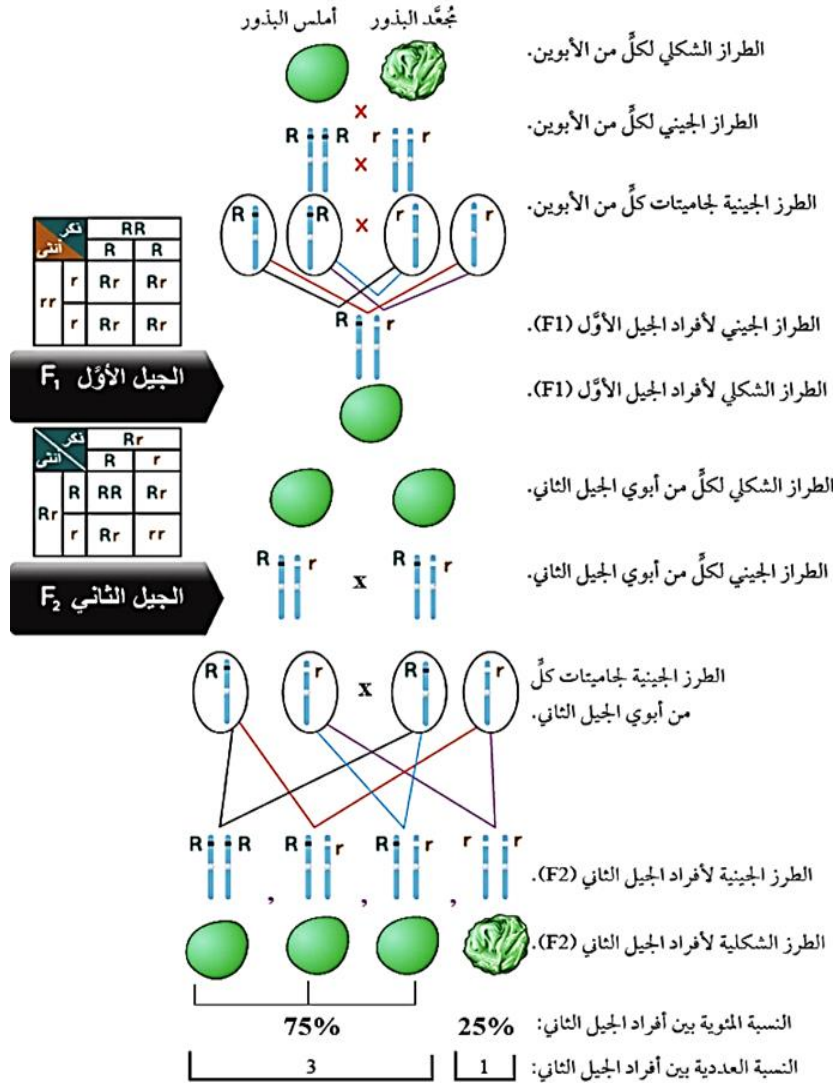 مُجعَّد البذور
أملس البذور
الطراز الشكلي لكلٍّ من الأبوين.
X
الطراز الجيني لكلٍّ من الأبوين.
R R r r
X
الطرز الجينية لجاميتات كلٍّ من الأبوين.
R R X r r
ذكر
أنثى
RR
R R
rr
r Rr Rr
r Rr Rr
الطراز الجيني لأفراد الجيل الأوَّل (F1).
R r
الجيل الأوَّل F₁
الطراز الشكلي لأفراد الجيل الأوَّل (F1).
ذكر
أنثى
Rr
R r
Rr
R RR Rr
r Rr rr
الطراز الشكلي لكلٍّ من أبوي الجيل الثاني.
الطراز الجيني لكلٍّ من أبوي الجيل الثاني.
R r x R r
الجيل الثاني F₂
الطرز الجينية لجاميتات كلٍّ
من أبوي الجيل الثاني.
R r x R r
الطرز الجينية لأفراد الجيل الثاني (F2).
R R , R r , R r , r r
الطرز الشكلية لأفراد الجيل الثاني (F2).
النسبة المئوية بين أفراد الجيل الثاني: 25% 75%
النسبة العددية بين أفراد الجيل الثاني: 1 3